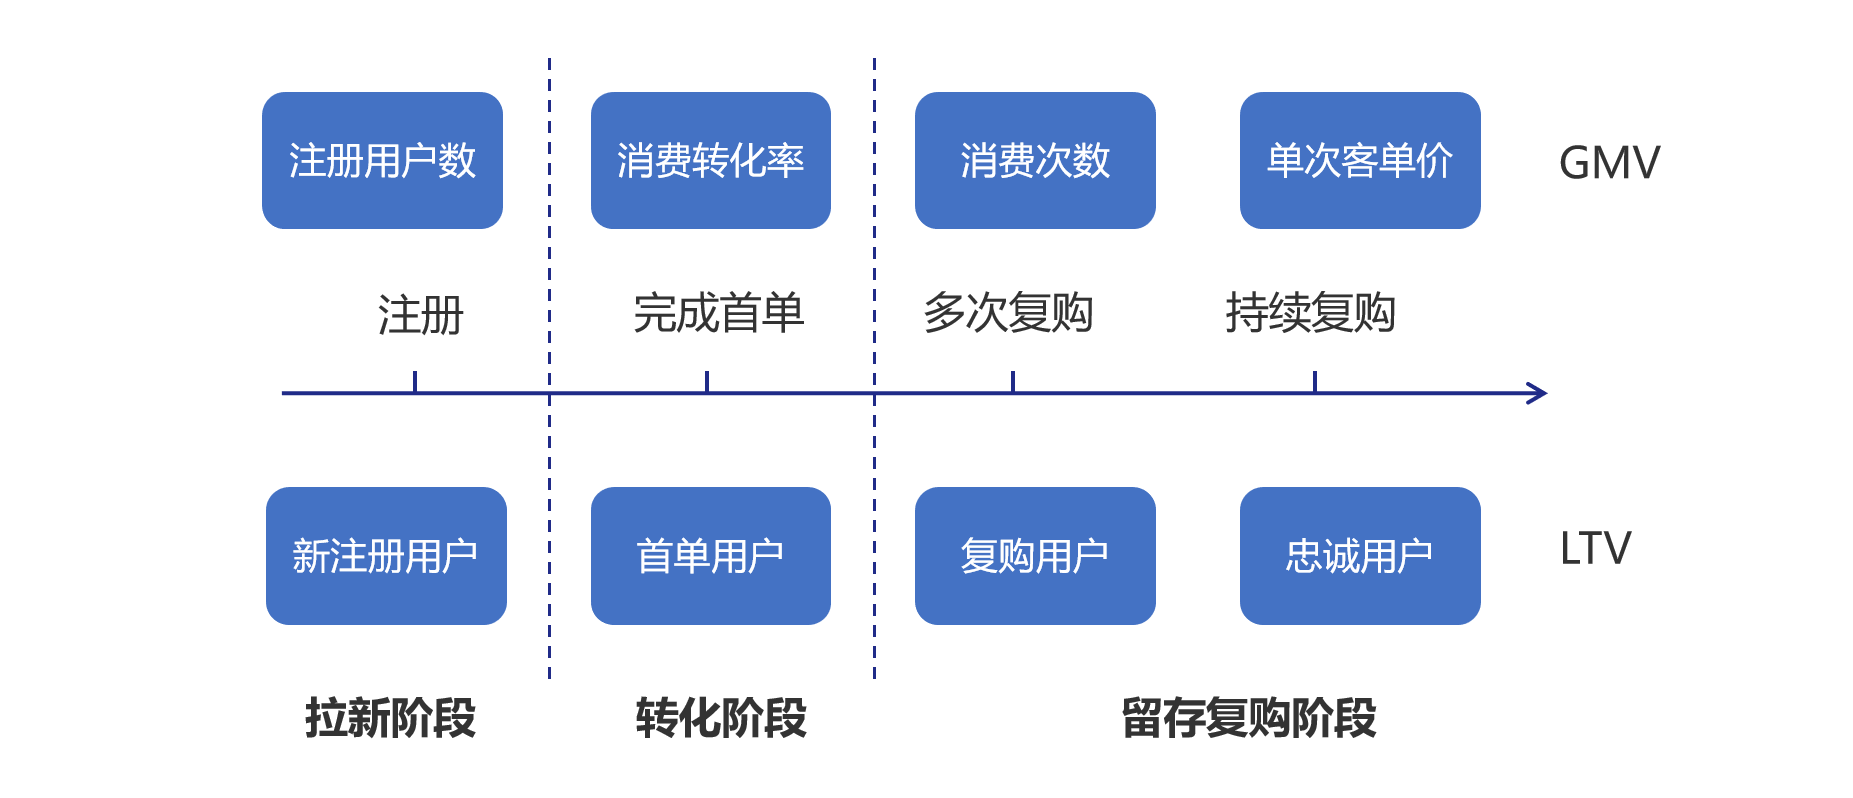 注册用户数
消费转化率
消费次数
单次客单价
GMV
注册
完成首单
多次复购
持续复购
新注册用户
首单用户
复购用户
忠诚用户
LTV
拉新阶段
转化阶段
留存复购阶段